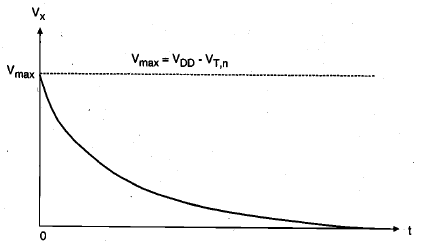 Vx
Vmax = VDD - VT,n
Vmax
0
t